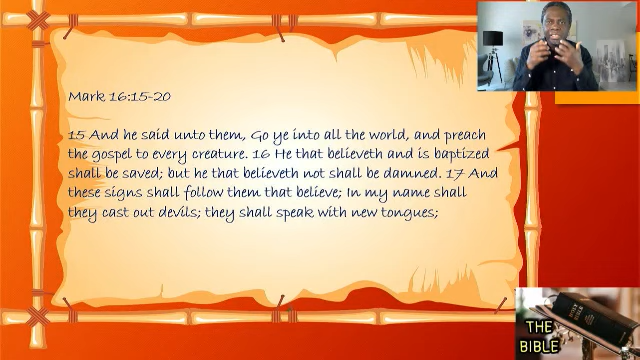 Mark 16:15-20
15 And he said unto them, Go ye into all the world, and preach
the gospel to every creature. 16 He that believeth and is baptized
shall be saved; but he that believeth not shall be damned. 17 And
these signs shall follow them that believe; In my name shall
they cast out devils; they shall speak with new tongues;
HOLY BIBLE
THE
BIBLE